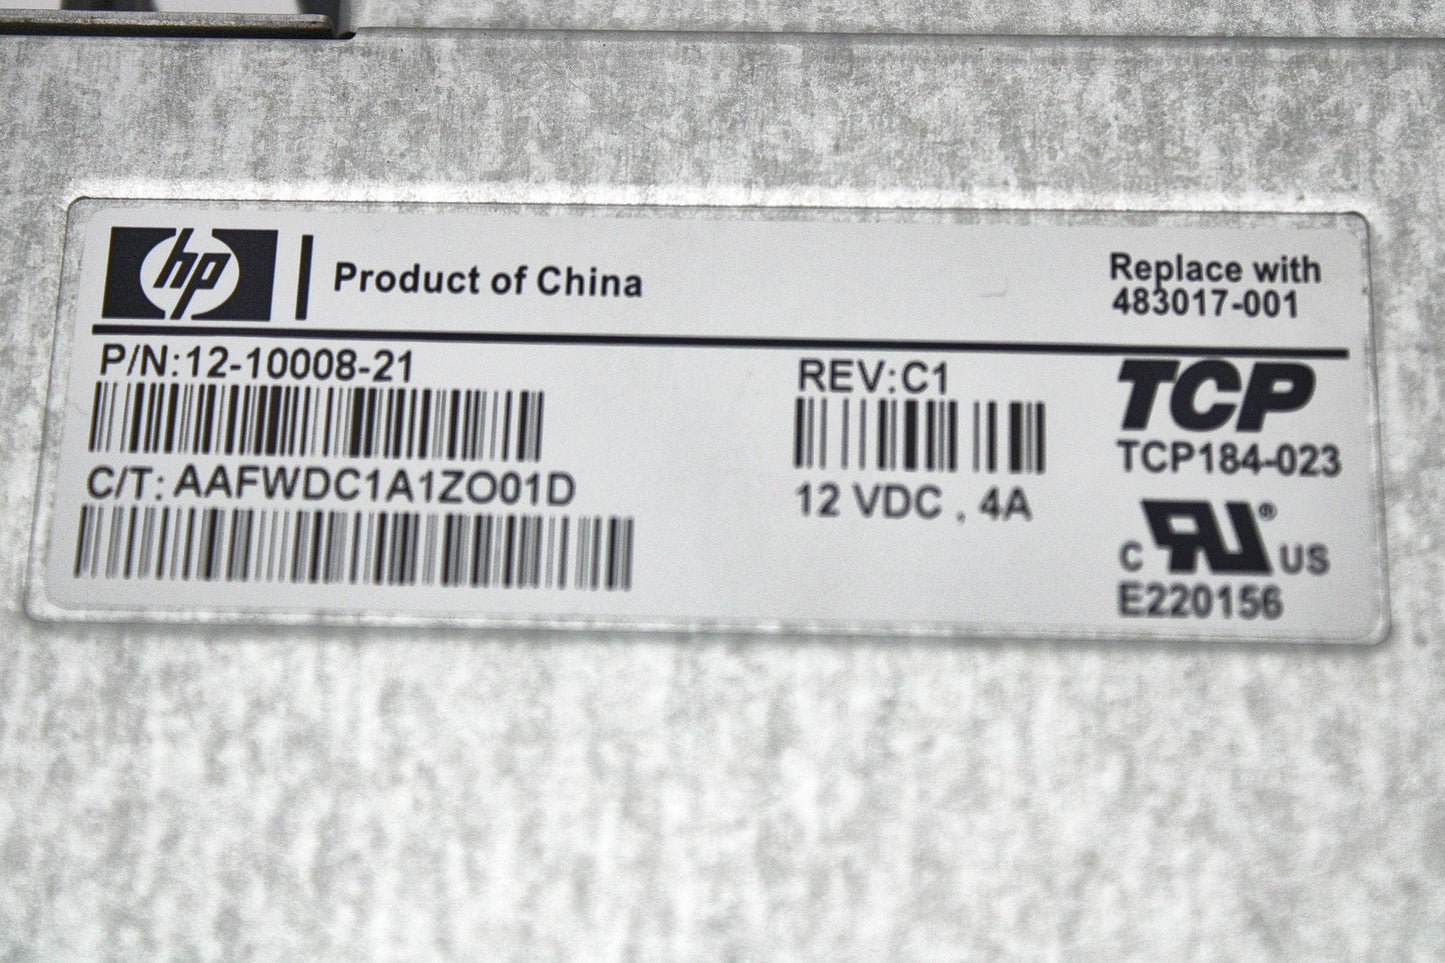 hp
Product of China
Replace with
483017-001
P/N:12-10008-21
REV:C1
TCP
TCP184-023
C/T: AAFWDC1A1ZO01D
12 VDC , 4A
C RU® US
E220156